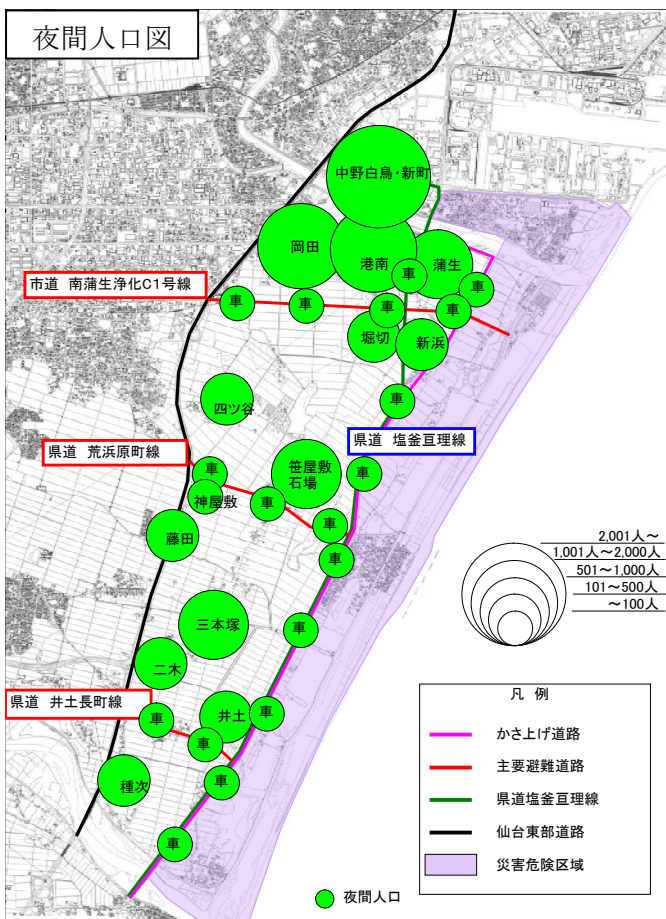 夜間人口図
中野白鳥・新町
岡田
港南
蒲生
車
車
市道 南蒲生浄化C1号線
車
車
車
車
堀切
新浜
車
四ツ谷
県道 塩釜亘理線
県道 荒浜原町線
車
笹屋敷
石場
車
神屋敷
車
車
藤田
車
2,001人~
1,001人~2,000人
501~1,000人
101~500人
~100人
三本塚
車
二木
県道 井土長町線
車
井土
車
車
種次
車
車
凡 例
かさ上げ道路
主要避難道路
県道塩釜亘理線
仙台東部道路
災害危険区域
夜間人口